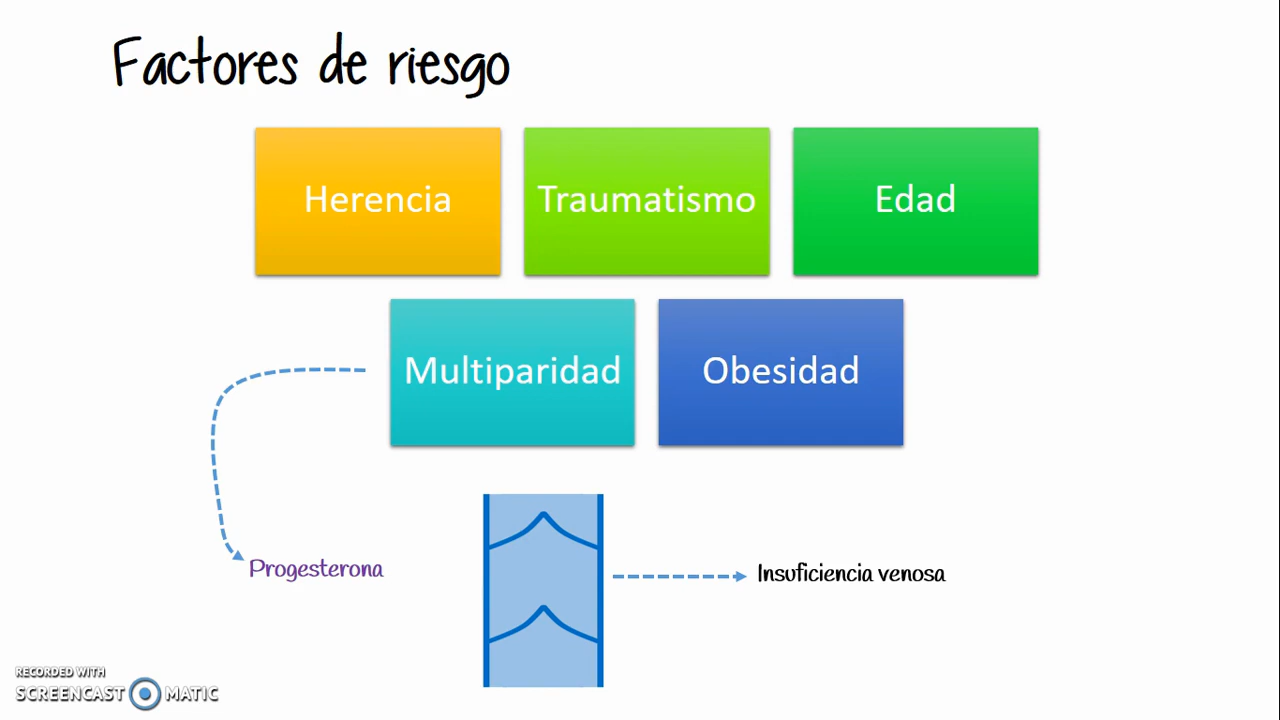 Factores de riesgo
Herencia
Traumatismo
Edad
Multiparidad
Obesidad
Progesterona
Insuficiencia venosa
RECORDED WITH
SCREENCAST MATIC